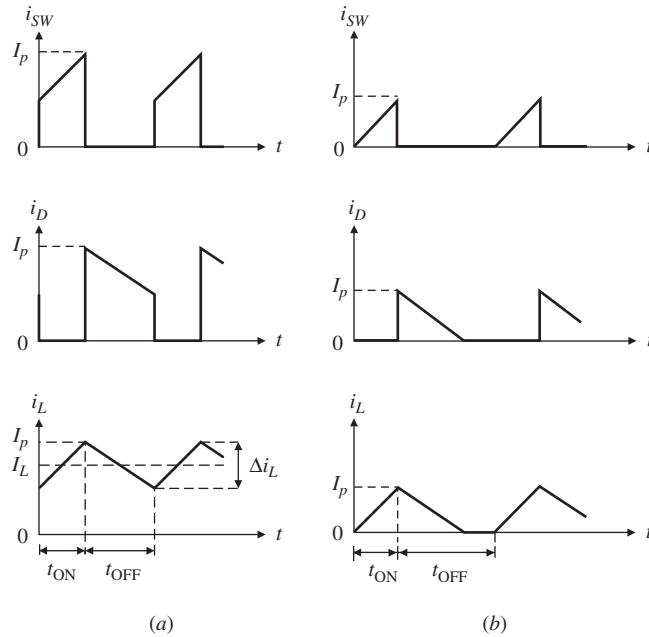 i_SW
I_p
0
t
i_D
I_p
0
t
i_L
I_p
I_L
Δi_L
0
t
t_ON
t_OFF
(a)
i_SW
I_p
0
t
i_D
I_p
0
t
i_L
I_p
0
t
t_ON
t_OFF
(b)